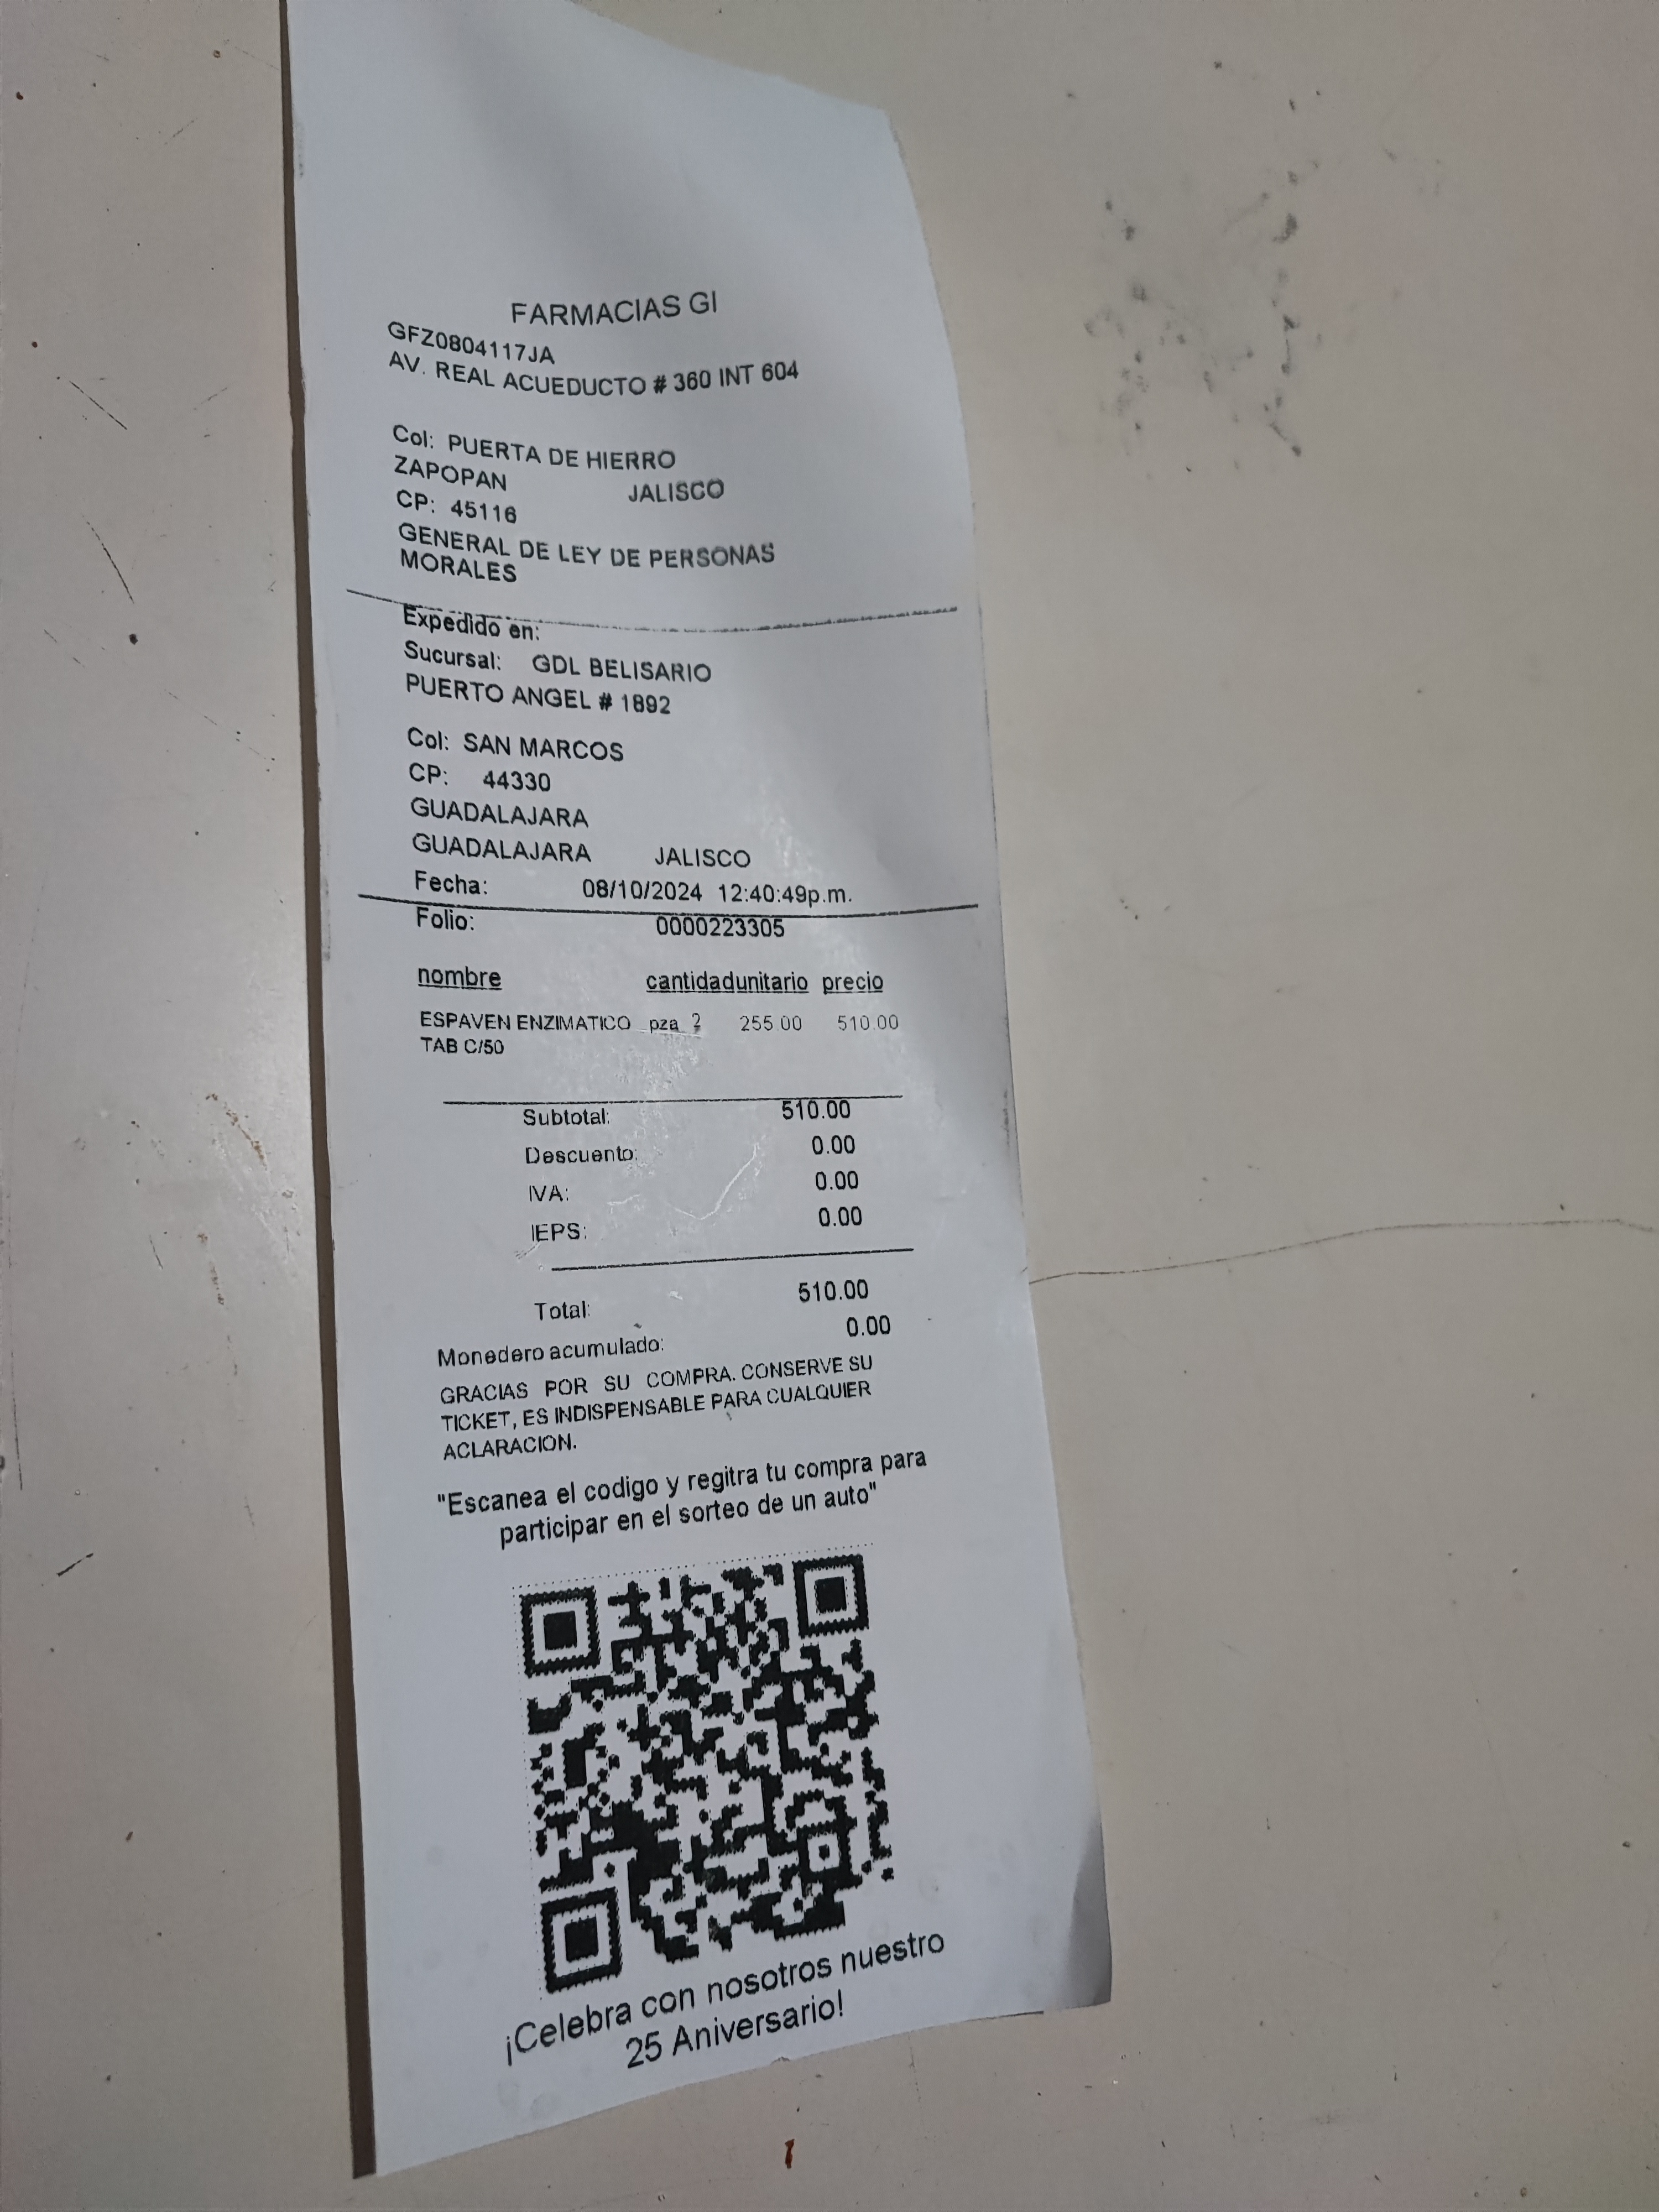 FARMACIAS GI
GFZ0804117JA
AV. REAL ACUEDUCTO # 360 INT 604
Col: PUERTA DE HIERRO
ZAPOPAN JALISCO
CP: 45116
GENERAL DE LEY DE PERSONAS
MORALES
Expedido en:
Sucursal: GDL BELISARIO
PUERTO ANGEL # 1892
Col: SAN MARCOS
CP: 44330
GUADALAJARA
GUADALAJARA JALISCO
Fecha: 08/10/2024 12:40:49p.m.
Folio: 0000223305
nombre cantidadunitario precio
ESPAVEN ENZIMATICO pza 2 255.00 510.00
TAB C/50
Subtotal: 510.00
Descuento: 0.00
IVA: 0.00
IEPS: 0.00
Total: 510.00
Monedero acumulado: 0.00
GRACIAS POR SU COMPRA. CONSERVE SU
TICKET, ES INDISPENSABLE PARA CUALQUIER
ACLARACION.
"Escanea el codigo y regitra tu compra para
participar en el sorteo de un auto"
¡Celebra con nosotros nuestro
25 Aniversario!